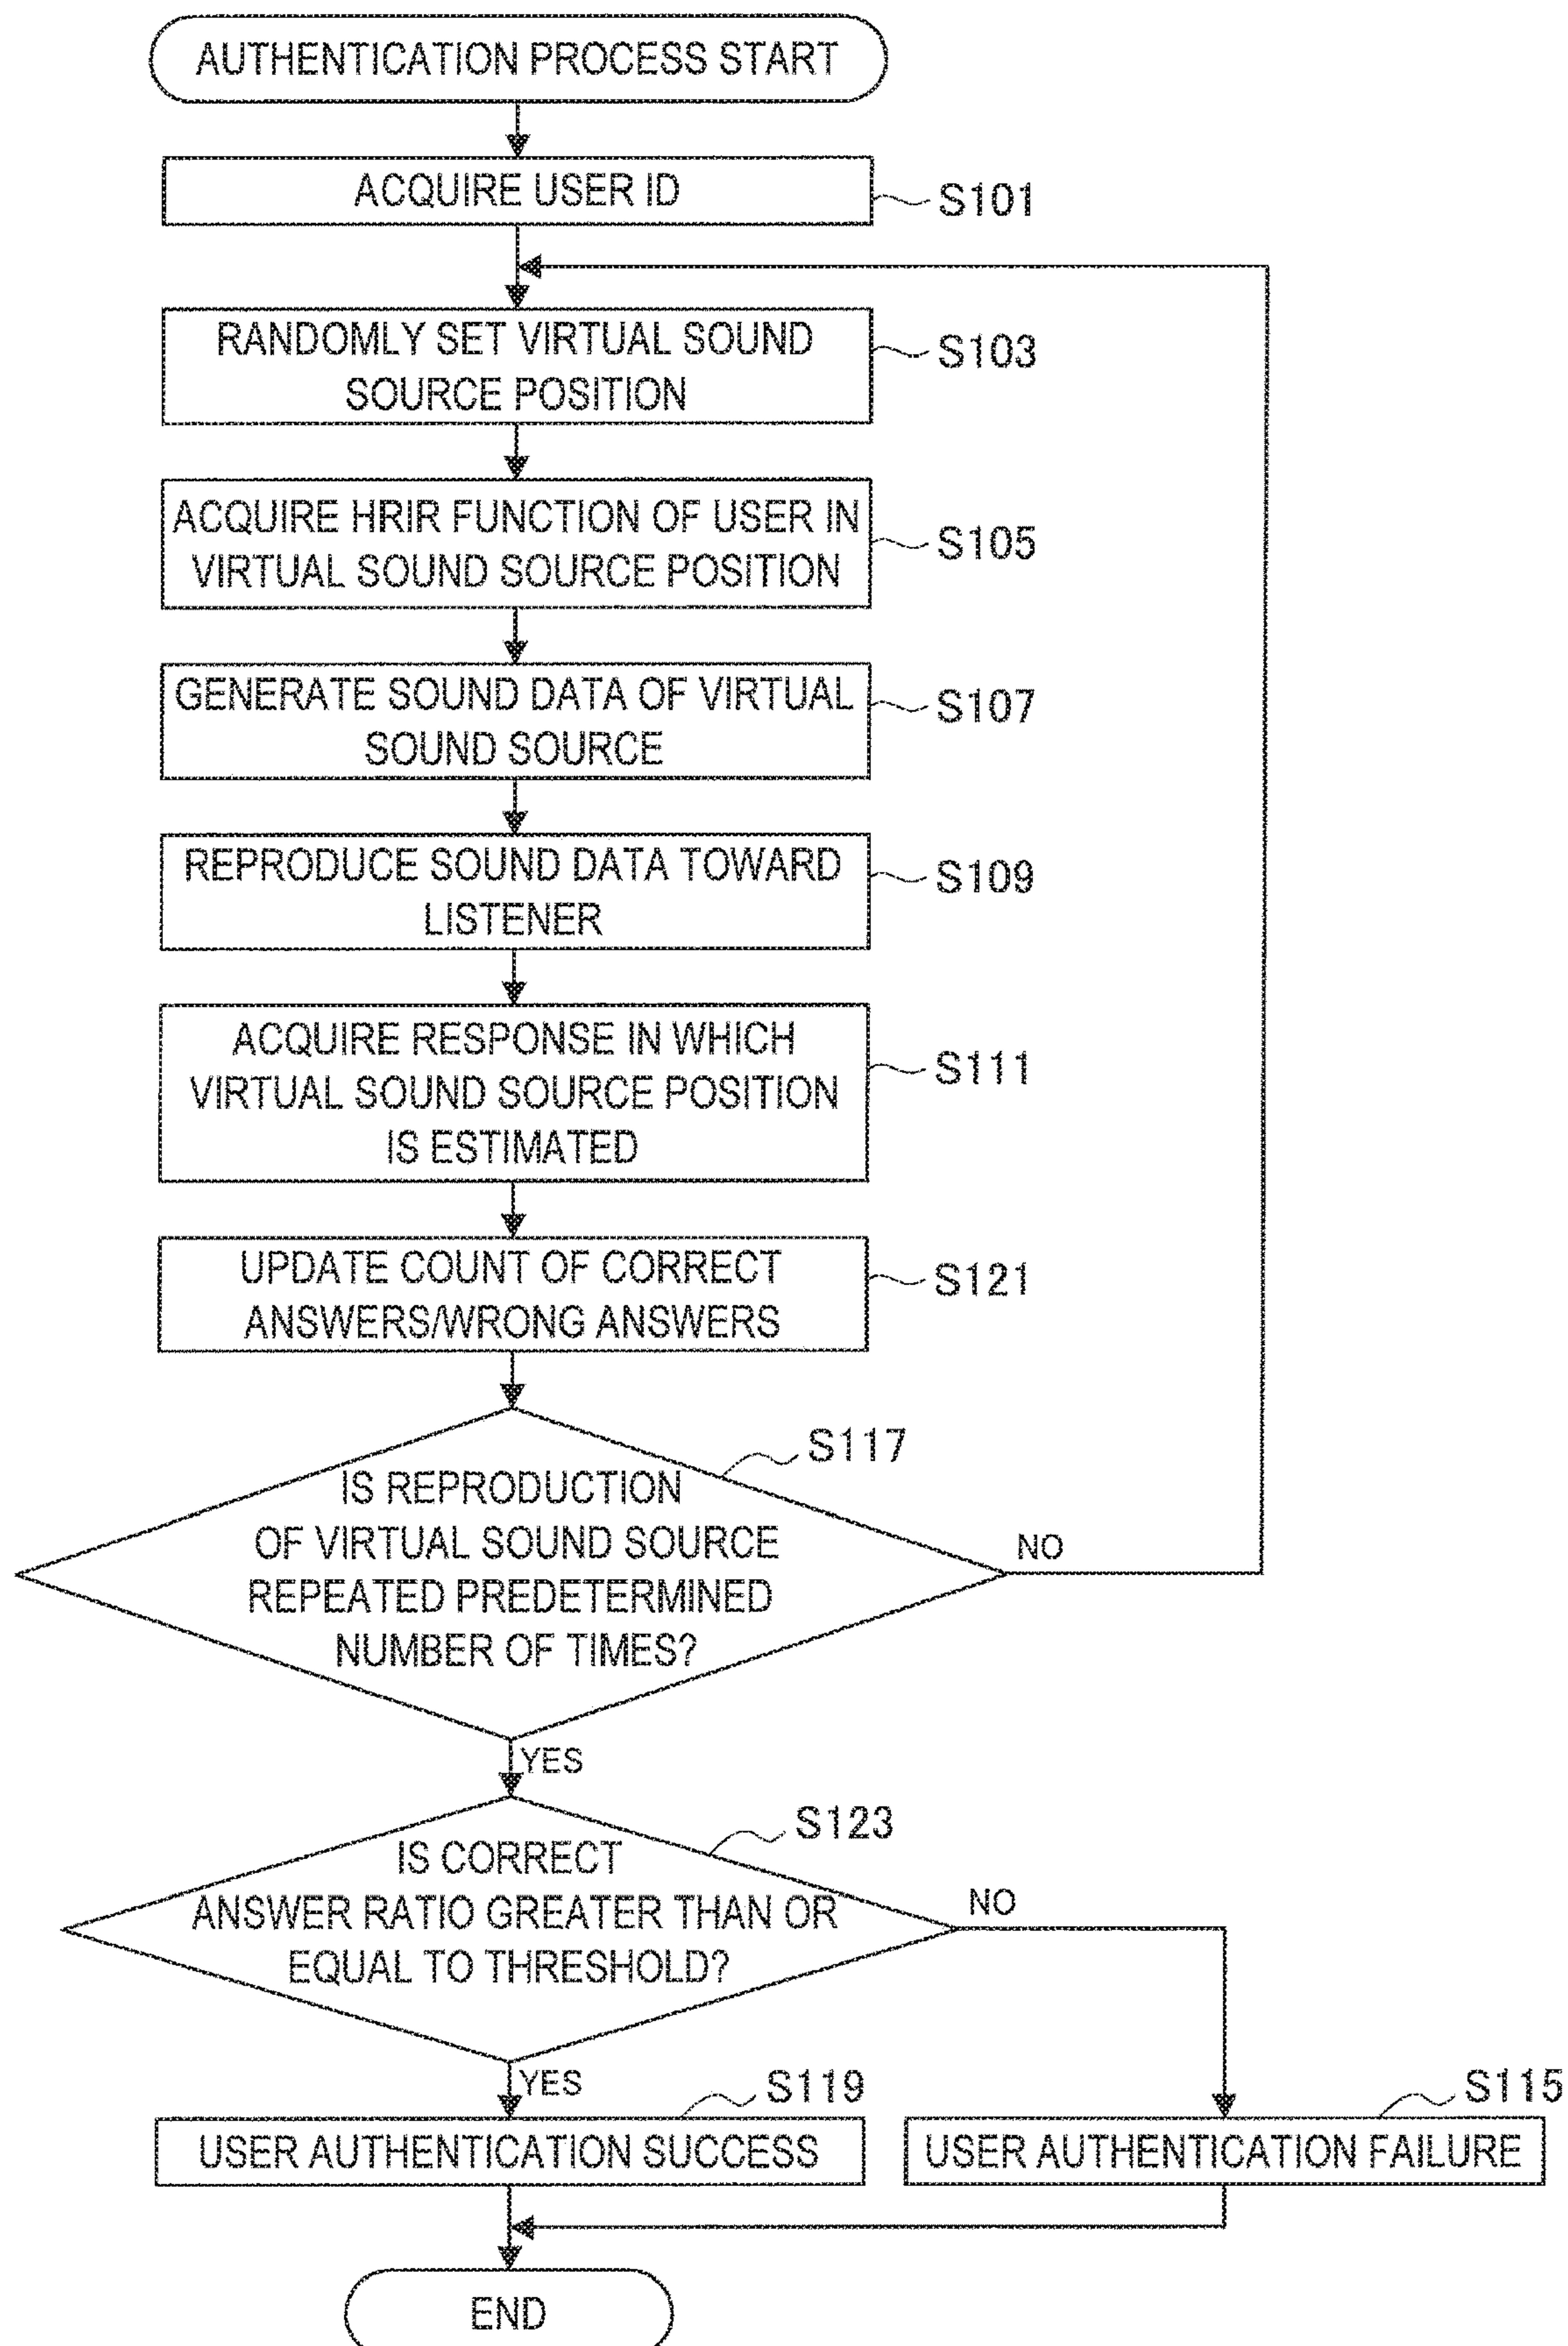 AUTHENTICATION PROCESS START
ACQUIRE USER ID
S101
RANDOMLY SET VIRTUAL SOUND
SOURCE POSITION
S103
ACQUIRE HRIR FUNCTION OF USER IN
VIRTUAL SOUND SOURCE POSITION
S105
GENERATE SOUND DATA OF VIRTUAL
SOUND SOURCE
S107
REPRODUCE SOUND DATA TOWARD
LISTENER
S109
ACQUIRE RESPONSE IN WHICH
VIRTUAL SOUND SOURCE POSITION
IS ESTIMATED
S111
UPDATE COUNT OF CORRECT
ANSWERS/WRONG ANSWERS
S121
S117
IS REPRODUCTION
OF VIRTUAL SOUND SOURCE
REPEATED PREDETERMINED
NUMBER OF TIMES?
NO
YES
S123
IS CORRECT
ANSWER RATIO GREATER THAN OR
EQUAL TO THRESHOLD?
NO
YES
S119
USER AUTHENTICATION SUCCESS
S115
USER AUTHENTICATION FAILURE
END